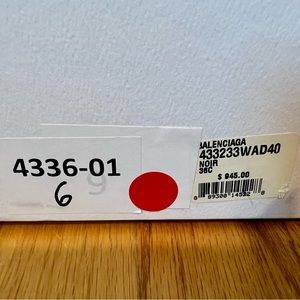 4336-01
6
BALENCIAGA
433233WAD40
NOIR
36C
$ 945.00